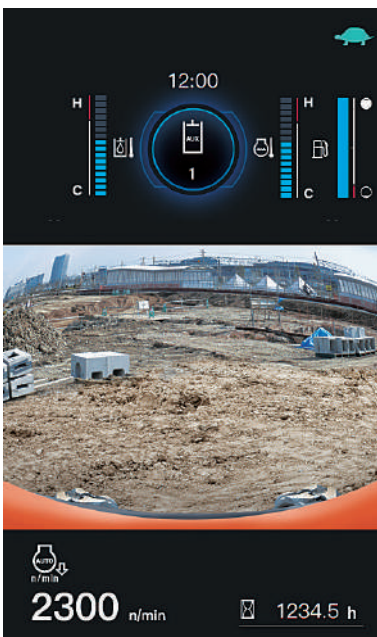 12:00
H
H
AUX
1
C
C
-- --
AUTO
n/min
2300 n/min
1234.5 h